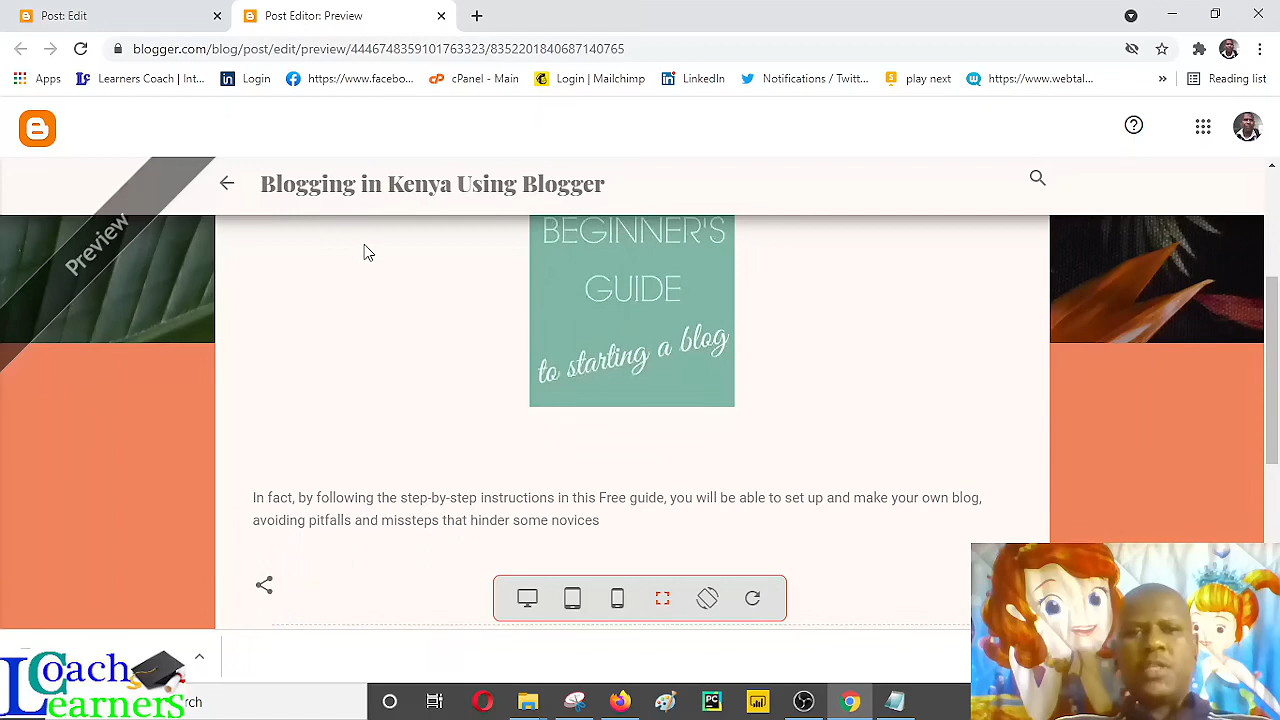 Post Edit
Post Editor: Preview
blogger.com/blog/post/edit/preview/4446748359101763323/8352201840687140765
Apps
Learners Coach | Int...
Login
https://www.facebo...
cPanel - Main
Login | Mailchimp
LinkedIn
Notifications / Twitt...
play next
https://www.webtal...
Reading list
Blogging in Kenya Using Blogger
Preview
BEGINNER'S
GUIDE
to starting a blog
In fact, by following the step-by-step instructions in this Free guide, you will be able to set up and make your own blog,
avoiding pitfalls and missteps that hinder some novices
Coach
Learners
rch